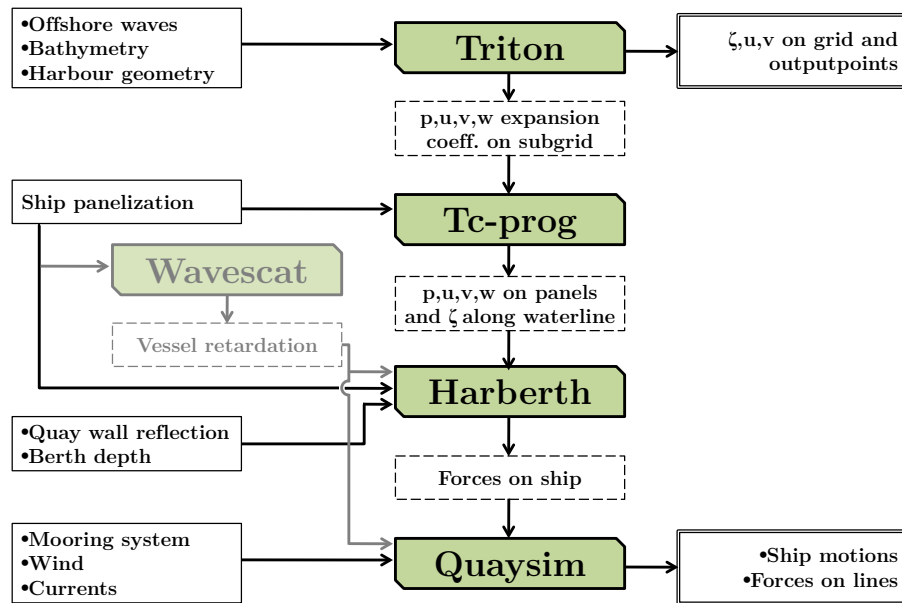 •Offshore waves
•Bathymetry
•Harbour geometry
Triton
ζ,u,v on grid and
outputpoints
p,u,v,w expansion
coeff. on subgrid
Ship panelization
Tc-prog
Wavescat
p,u,v,w on panels
and ζ along waterline
Vessel retardation
Harberth
•Quay wall reflection
•Berth depth
Forces on ship
•Mooring system
•Wind
•Currents
Quaysim
•Ship motions
•Forces on lines